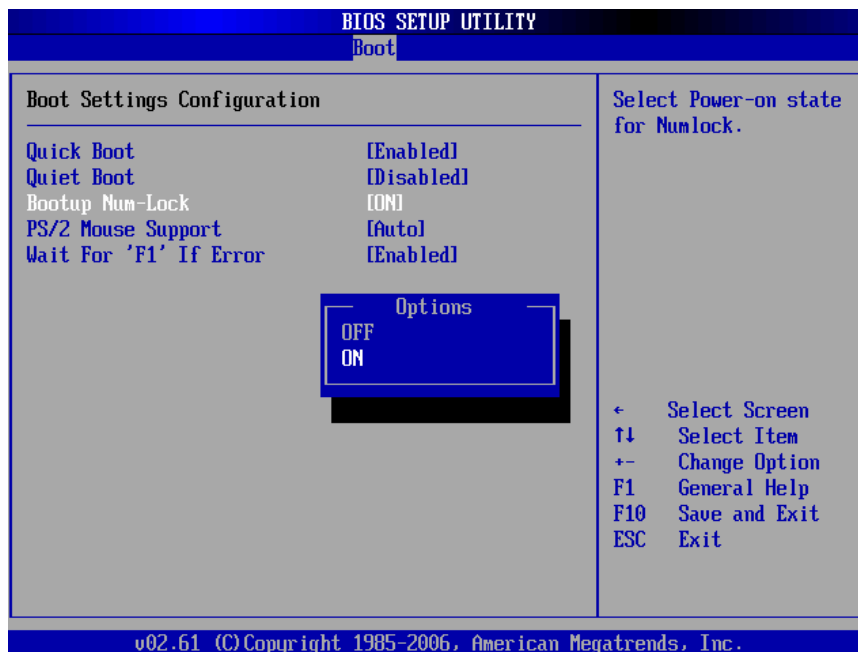 BIOS SETUP UTILITY
Boot
Boot Settings Configuration
Quick Boot [Enabled]
Quiet Boot [Disabled]
Bootup Num-Lock [ON]
PS/2 Mouse Support [Auto]
Wait For 'F1' If Error [Enabled]
Options
OFF
ON
Select Power-on state
for Numlock.
← Select Screen
↑↓ Select Item
+- Change Option
F1 General Help
F10 Save and Exit
ESC Exit
v02.61 (C)Copyright 1985-2006, American Megatrends, Inc.